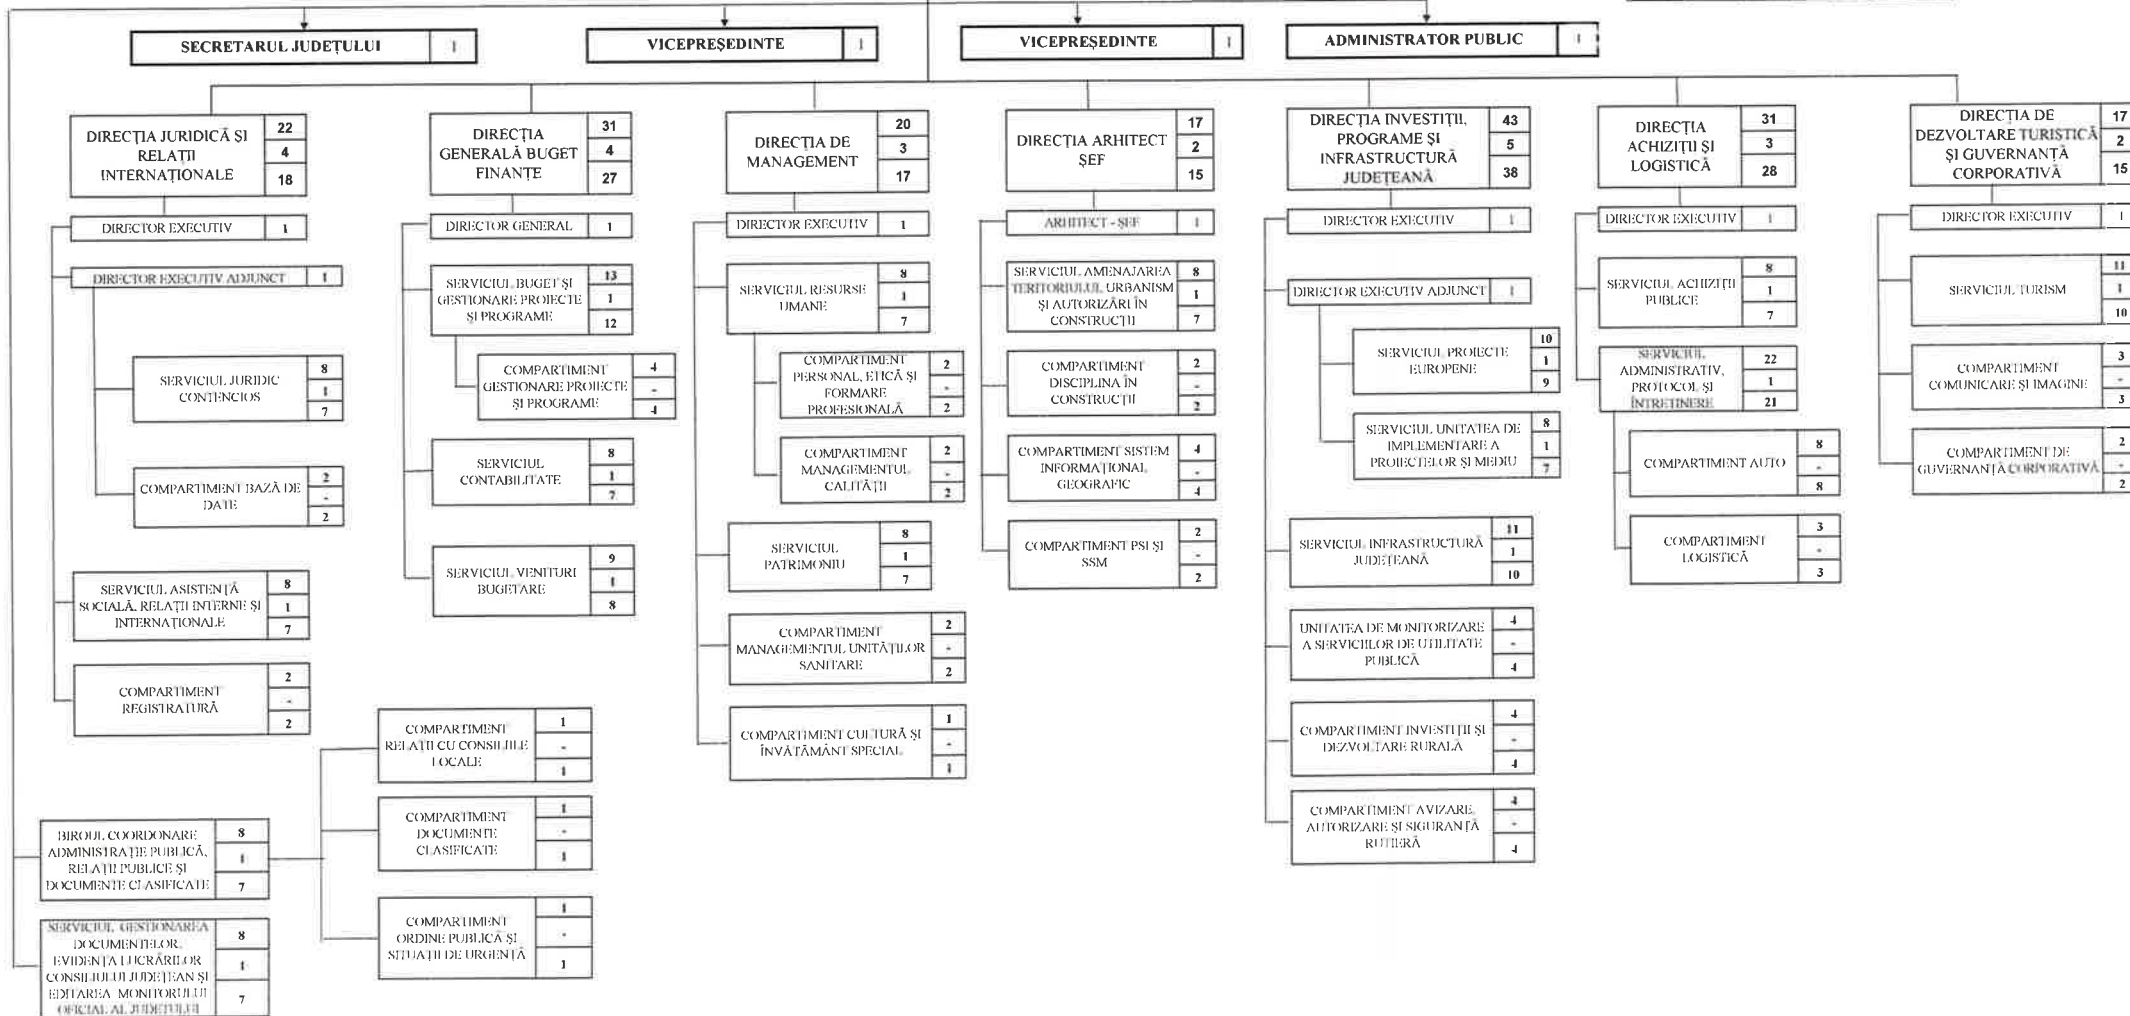 SECRETARUL JUDEȚULUI 1
VICEPREȘEDINTE 1
VICEPREȘEDINTE 1
ADMINISTRATOR PUBLIC 1
DIRECȚIA JURIDICĂ ȘI
RELAȚII
INTERNAȚIONALE
22
4
18
DIRECTOR EXECUTIV 1
DIRECTOR EXECUTIV ADJUNCT 1
SERVICIUL JURIDIC
CONTENCIOS
8
1
7
COMPARTIMENT BAZĂ DE
DATE
2
-
2
SERVICIUL ASISTENȚĂ
SOCIALĂ, RELAȚII INTERNE ȘI
INTERNAȚIONALE
8
1
7
COMPARTIMENT
REGISTRATURĂ
2
-
2
DIRECȚIA
GENERALĂ BUGET
FINANȚE
31
4
27
DIRECTOR GENERAL 1
SERVICIUL BUGET ȘI
GESTIONARE PROIECTE
ȘI PROGRAME
13
1
12
COMPARTIMENT
GESTIONARE PROIECTE
ȘI PROGRAME
4
-
4
SERVICIUL
CONTABILITATE
8
1
7
SERVICIUL VENITURI
BUGETARE
9
1
8
DIRECȚIA DE
MANAGEMENT
20
3
17
DIRECTOR EXECUTIV 1
SERVICIUL RESURSE
UMANE
8
1
7
COMPARTIMENT
PERSONAL, ETICĂ ȘI
FORMARE
PROFESIONALĂ
2
-
2
COMPARTIMENT
MANAGEMENTUL
CALITĂȚII
2
-
2
SERVICIUL
PATRIMONIU
8
1
7
COMPARTIMENT
MANAGEMENTUL UNITĂȚILOR
SANITARE
2
-
2
COMPARTIMENT CULTURĂ ȘI
ÎNVĂȚĂMÂNT SPECIAL
1
-
1
DIRECȚIA ARHITECT
ȘEF
17
2
15
ARHITECT - ȘEF 1
SERVICIUL AMENAJAREA
TERITORIULUI, URBANISM
ȘI AUTORIZĂRI ÎN
CONSTRUCȚII
8
1
7
COMPARTIMENT
DISCIPLINA ÎN
CONSTRUCȚII
2
-
2
COMPARTIMENT SISTEM
INFORMAȚIONAL
GEOGRAFIC
4
-
4
COMPARTIMENT PSI ȘI
SSM
2
-
2
DIRECȚIA INVESTIȚII,
PROGRAME ȘI
INFRASTRUCTURĂ
JUDEȚEANĂ
43
5
38
DIRECTOR EXECUTIV 1
DIRECTOR EXECUTIV ADJUNCT 1
SERVICIUL PROIECTE
EUROPENE
10
1
9
SERVICIUL UNITATEA DE
IMPLEMENTARE A
PROIECTELOR ȘI MEDIU
8
1
7
SERVICIUL INFRASTRUCTURĂ
JUDEȚEANĂ
11
1
10
UNITATEA DE MONITORIZARE
A SERVICIILOR DE UTILITATE
PUBLICĂ
4
-
4
COMPARTIMENT INVESTIȚII ȘI
DEZVOLTARE RURALĂ
4
-
4
COMPARTIMENT AVIZARE,
AUTORIZARE ȘI SIGURANȚĂ
RUTIERĂ
4
-
4
DIRECȚIA
ACHIZIȚII ȘI
LOGISTICĂ
31
3
28
DIRECTOR EXECUTIV 1
SERVICIUL ACHIZIȚII
PUBLICE
8
1
7
SERVICIUL
ADMINISTRATIV,
PROTOCOL ȘI
ÎNTREȚINERE
22
1
21
COMPARTIMENT AUTO
8
-
8
COMPARTIMENT
LOGISTICĂ
3
-
3
DIRECȚIA DE
DEZVOLTARE TURISTICĂ
ȘI GUVERNANȚĂ
CORPORATIVĂ
17
2
15
DIRECTOR EXECUTIV 1
SERVICIUL TURISM
11
1
10
COMPARTIMENT
COMUNICARE ȘI IMAGINE
3
-
3
COMPARTIMENT DE
GUVERNANȚĂ CORPORATIVĂ
2
-
2
BIROUL COORDONARE
ADMINISTRAȚIE PUBLICĂ,
RELAȚII PUBLICE ȘI
DOCUMENTE CLASIFICATE
8
1
7
COMPARTIMENT
RELAȚII CU CONSILIILE
LOCALE
1
-
1
COMPARTIMENT
DOCUMENTE
CLASIFICATE
1
-
1
COMPARTIMENT
ORDINE PUBLICĂ ȘI
SITUAȚII DE URGENȚĂ
1
-
1
SERVICIUL GESTIONAREA
DOCUMENTELOR,
EVIDENȚA LUCRĂRILOR
CONSILIULUI JUDEȚEAN ȘI
EDITAREA MONITORULUI
OFICIAL AL JUDEȚULUI
8
1
7